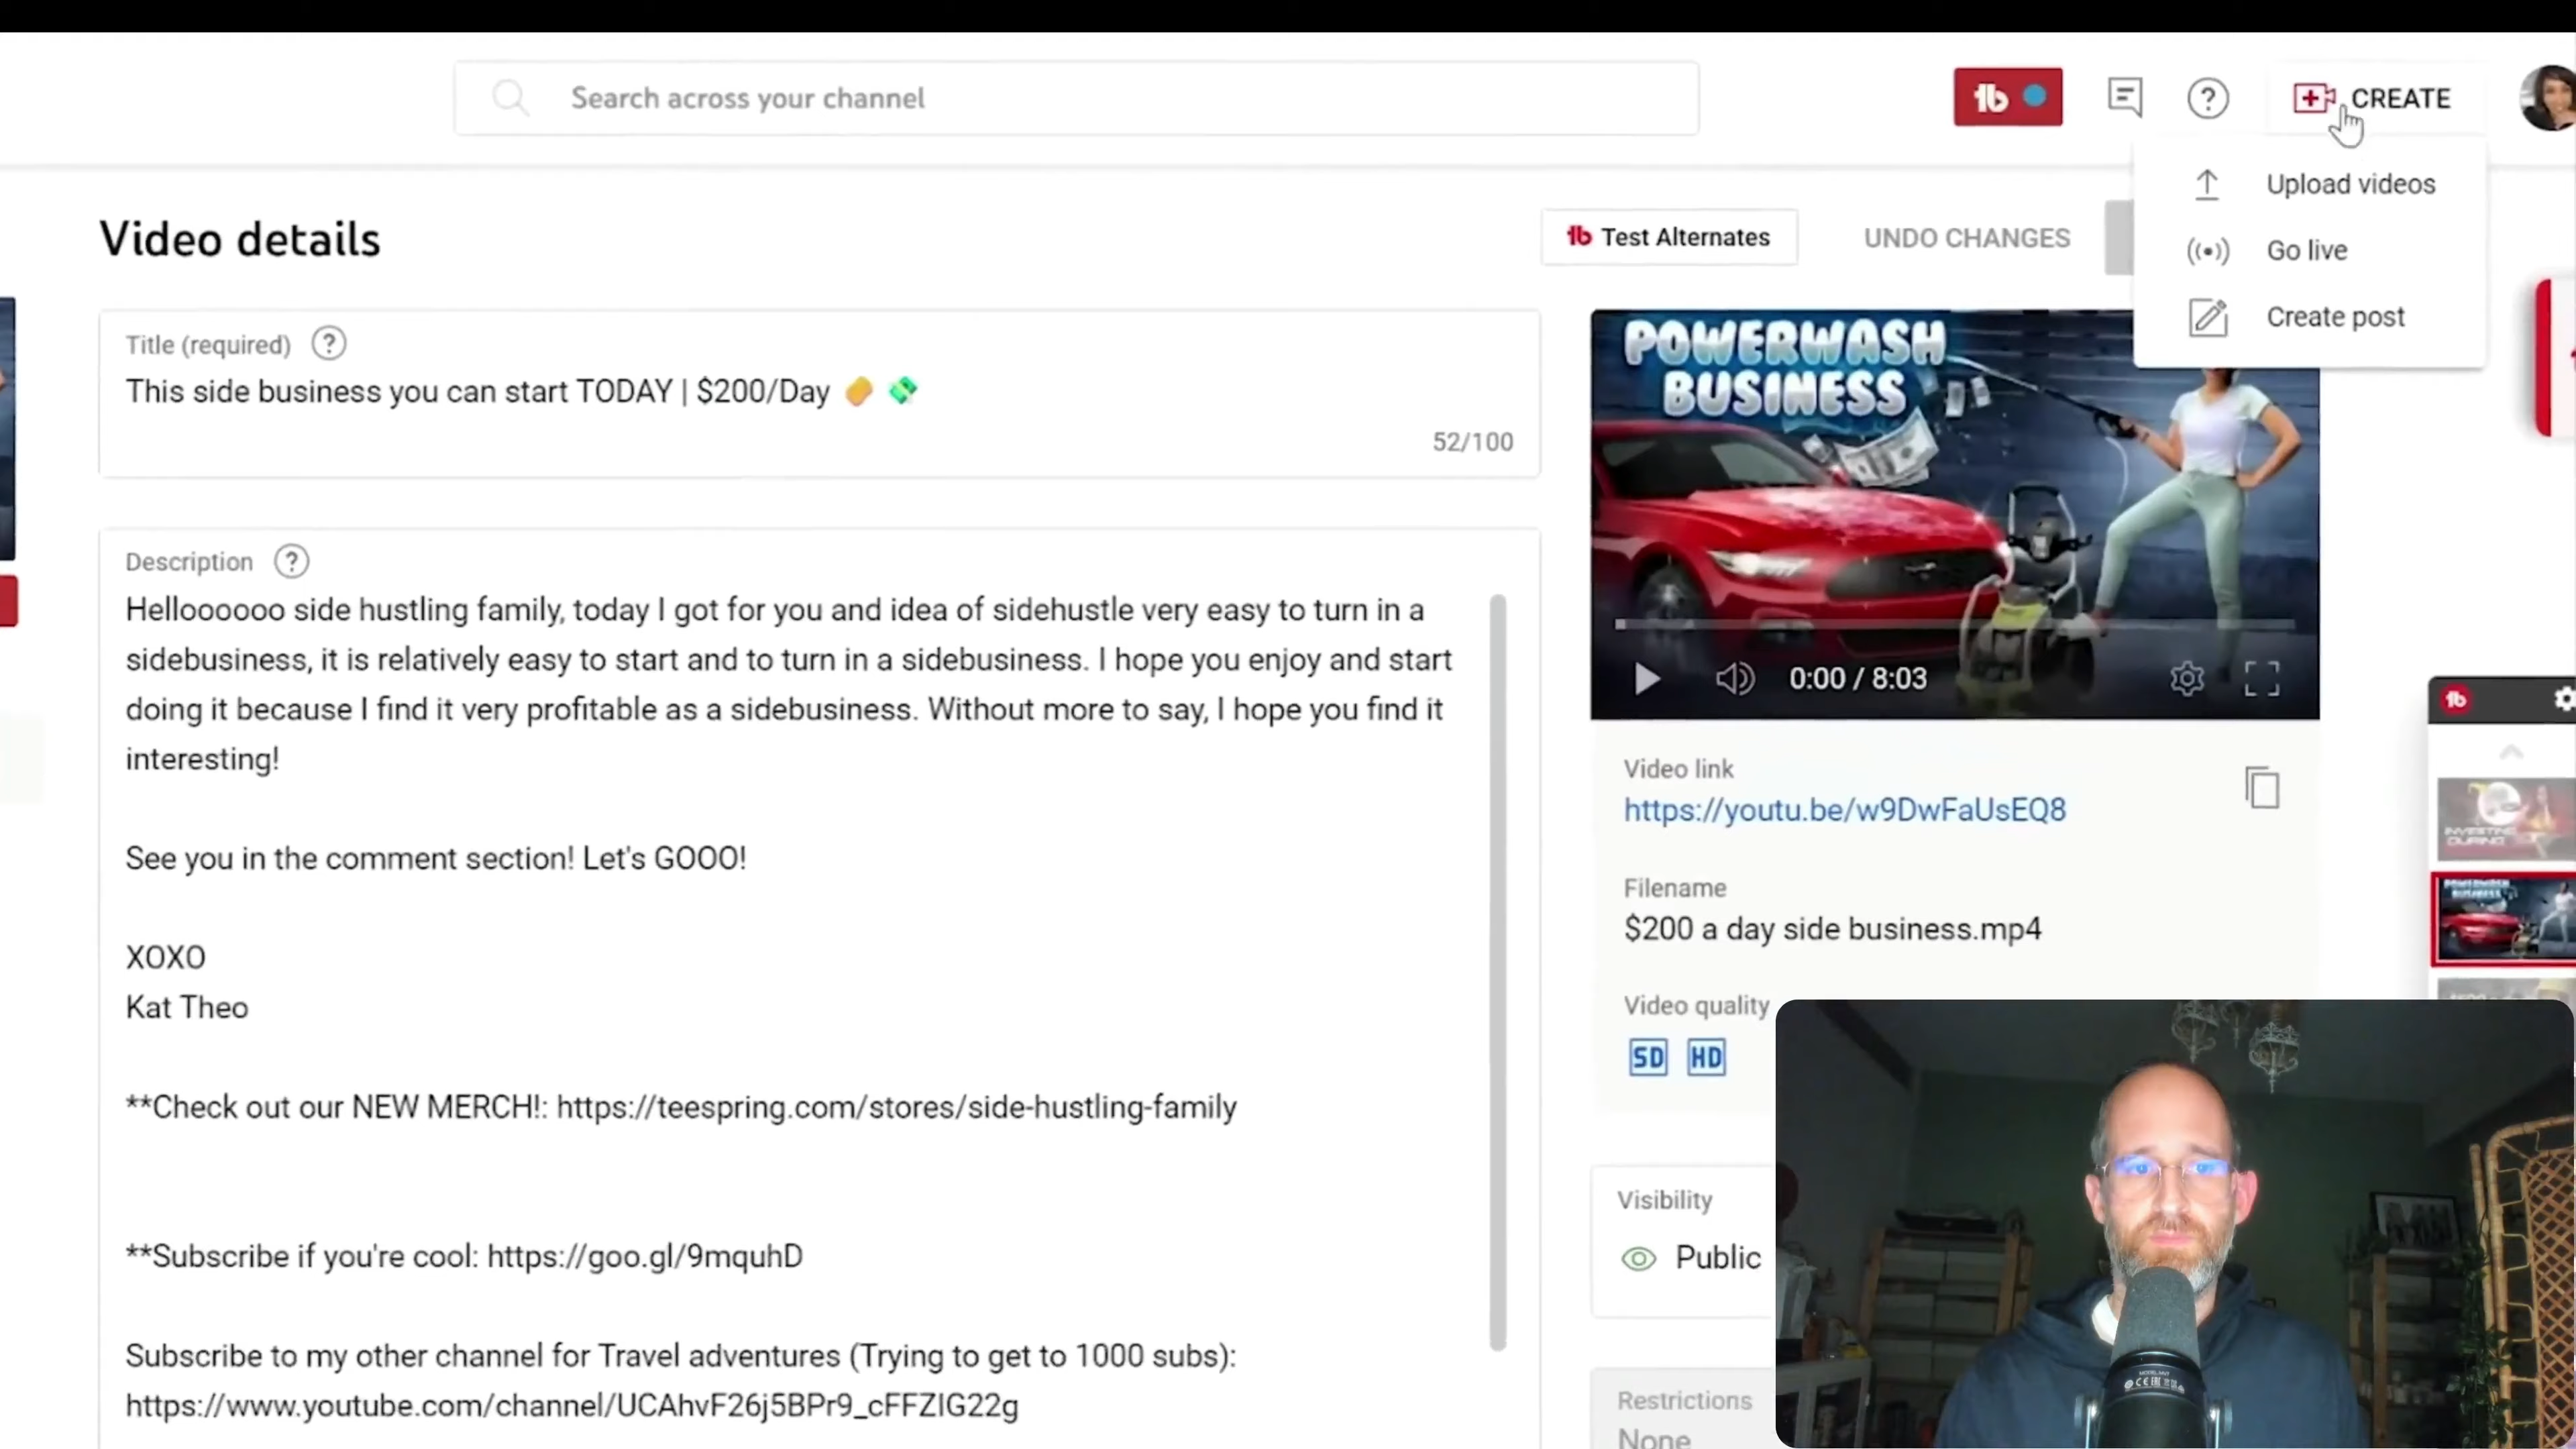 Search across your channel
CREATE
Upload videos
Go live
Create post
Video details
Test Alternates
UNDO CHANGES
Title (required)
This side business you can start TODAY | $200/Day
52/100
Description
The
Helloooooo side hustling family, today I got for you and idea of sidehustle very easy to turn in a
sidebusiness, it is relatively easy to start and to turn in a sidebusiness. I hope you enjoy and start
doing it because I find it very profitable as a sidebusiness. Without more to say, I hope you find it
interesting!
See you in the comment section! Let's GOOO!
XOXO
Kat Theo
**Check out our NEW MERCH!: https://teespring.com/stores/side-hustling-family
**Subscribe if you're cool: https://goo.gl/9mquhD
Subscribe to my other channel for Travel adventures (Trying to get to 1000 subs):
https://www.youtube.com/channel/UCAhvF26j5BPr9_cFFZIG22g
POWERWASH
BUSINESS
0:00 / 8:03
Video link
https://youtu.be/w9DwFaUsEQ8
Filename
$200 a day side business.mp4
Video quality
SD HD
Visibility
Public
Restrictions
None
INVESTING
DURING
POWERWASH
BUSINESS